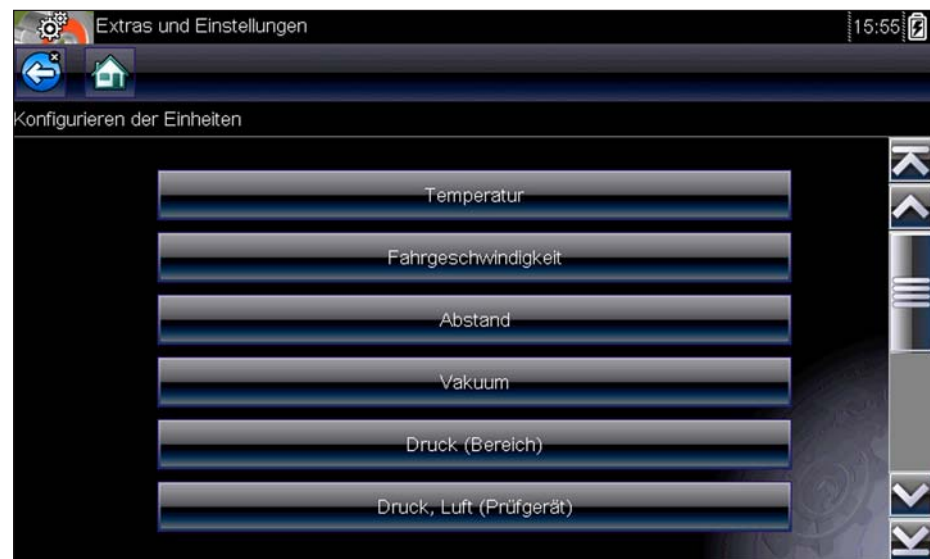 Extras und Einstellungen
15:55
Konfigurieren der Einheiten
Temperatur
Fahrgeschwindigkeit
Abstand
Vakuum
Druck (Bereich)
Druck, Luft (Prüfgerät)